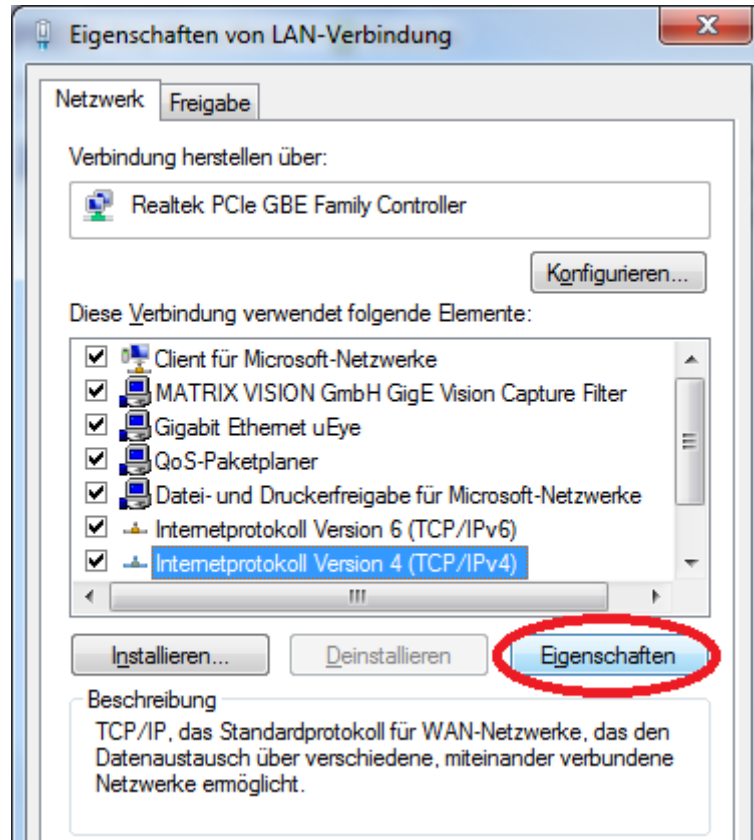 Eigenschaften von LAN-Verbindung
Netzwerk Freigabe
Verbindung herstellen über:
Realtek PCIe GBE Family Controller
Konfigurieren...
Diese Verbindung verwendet folgende Elemente:
Client für Microsoft-Netzwerke
MATRIX VISION GmbH GigE Vision Capture Filter
Gigabit Ethernet uEye
QoS-Paketplaner
Datei- und Druckerfreigabe für Microsoft-Netzwerke
Internetprotokoll Version 6 (TCP/IPv6)
Internetprotokoll Version 4 (TCP/IPv4)
Installieren... Deinstallieren Eigenschaften
Beschreibung
TCP/IP, das Standardprotokoll für WAN-Netzwerke, das den
Datenaustausch über verschiedene, miteinander verbundene
Netzwerke ermöglicht.